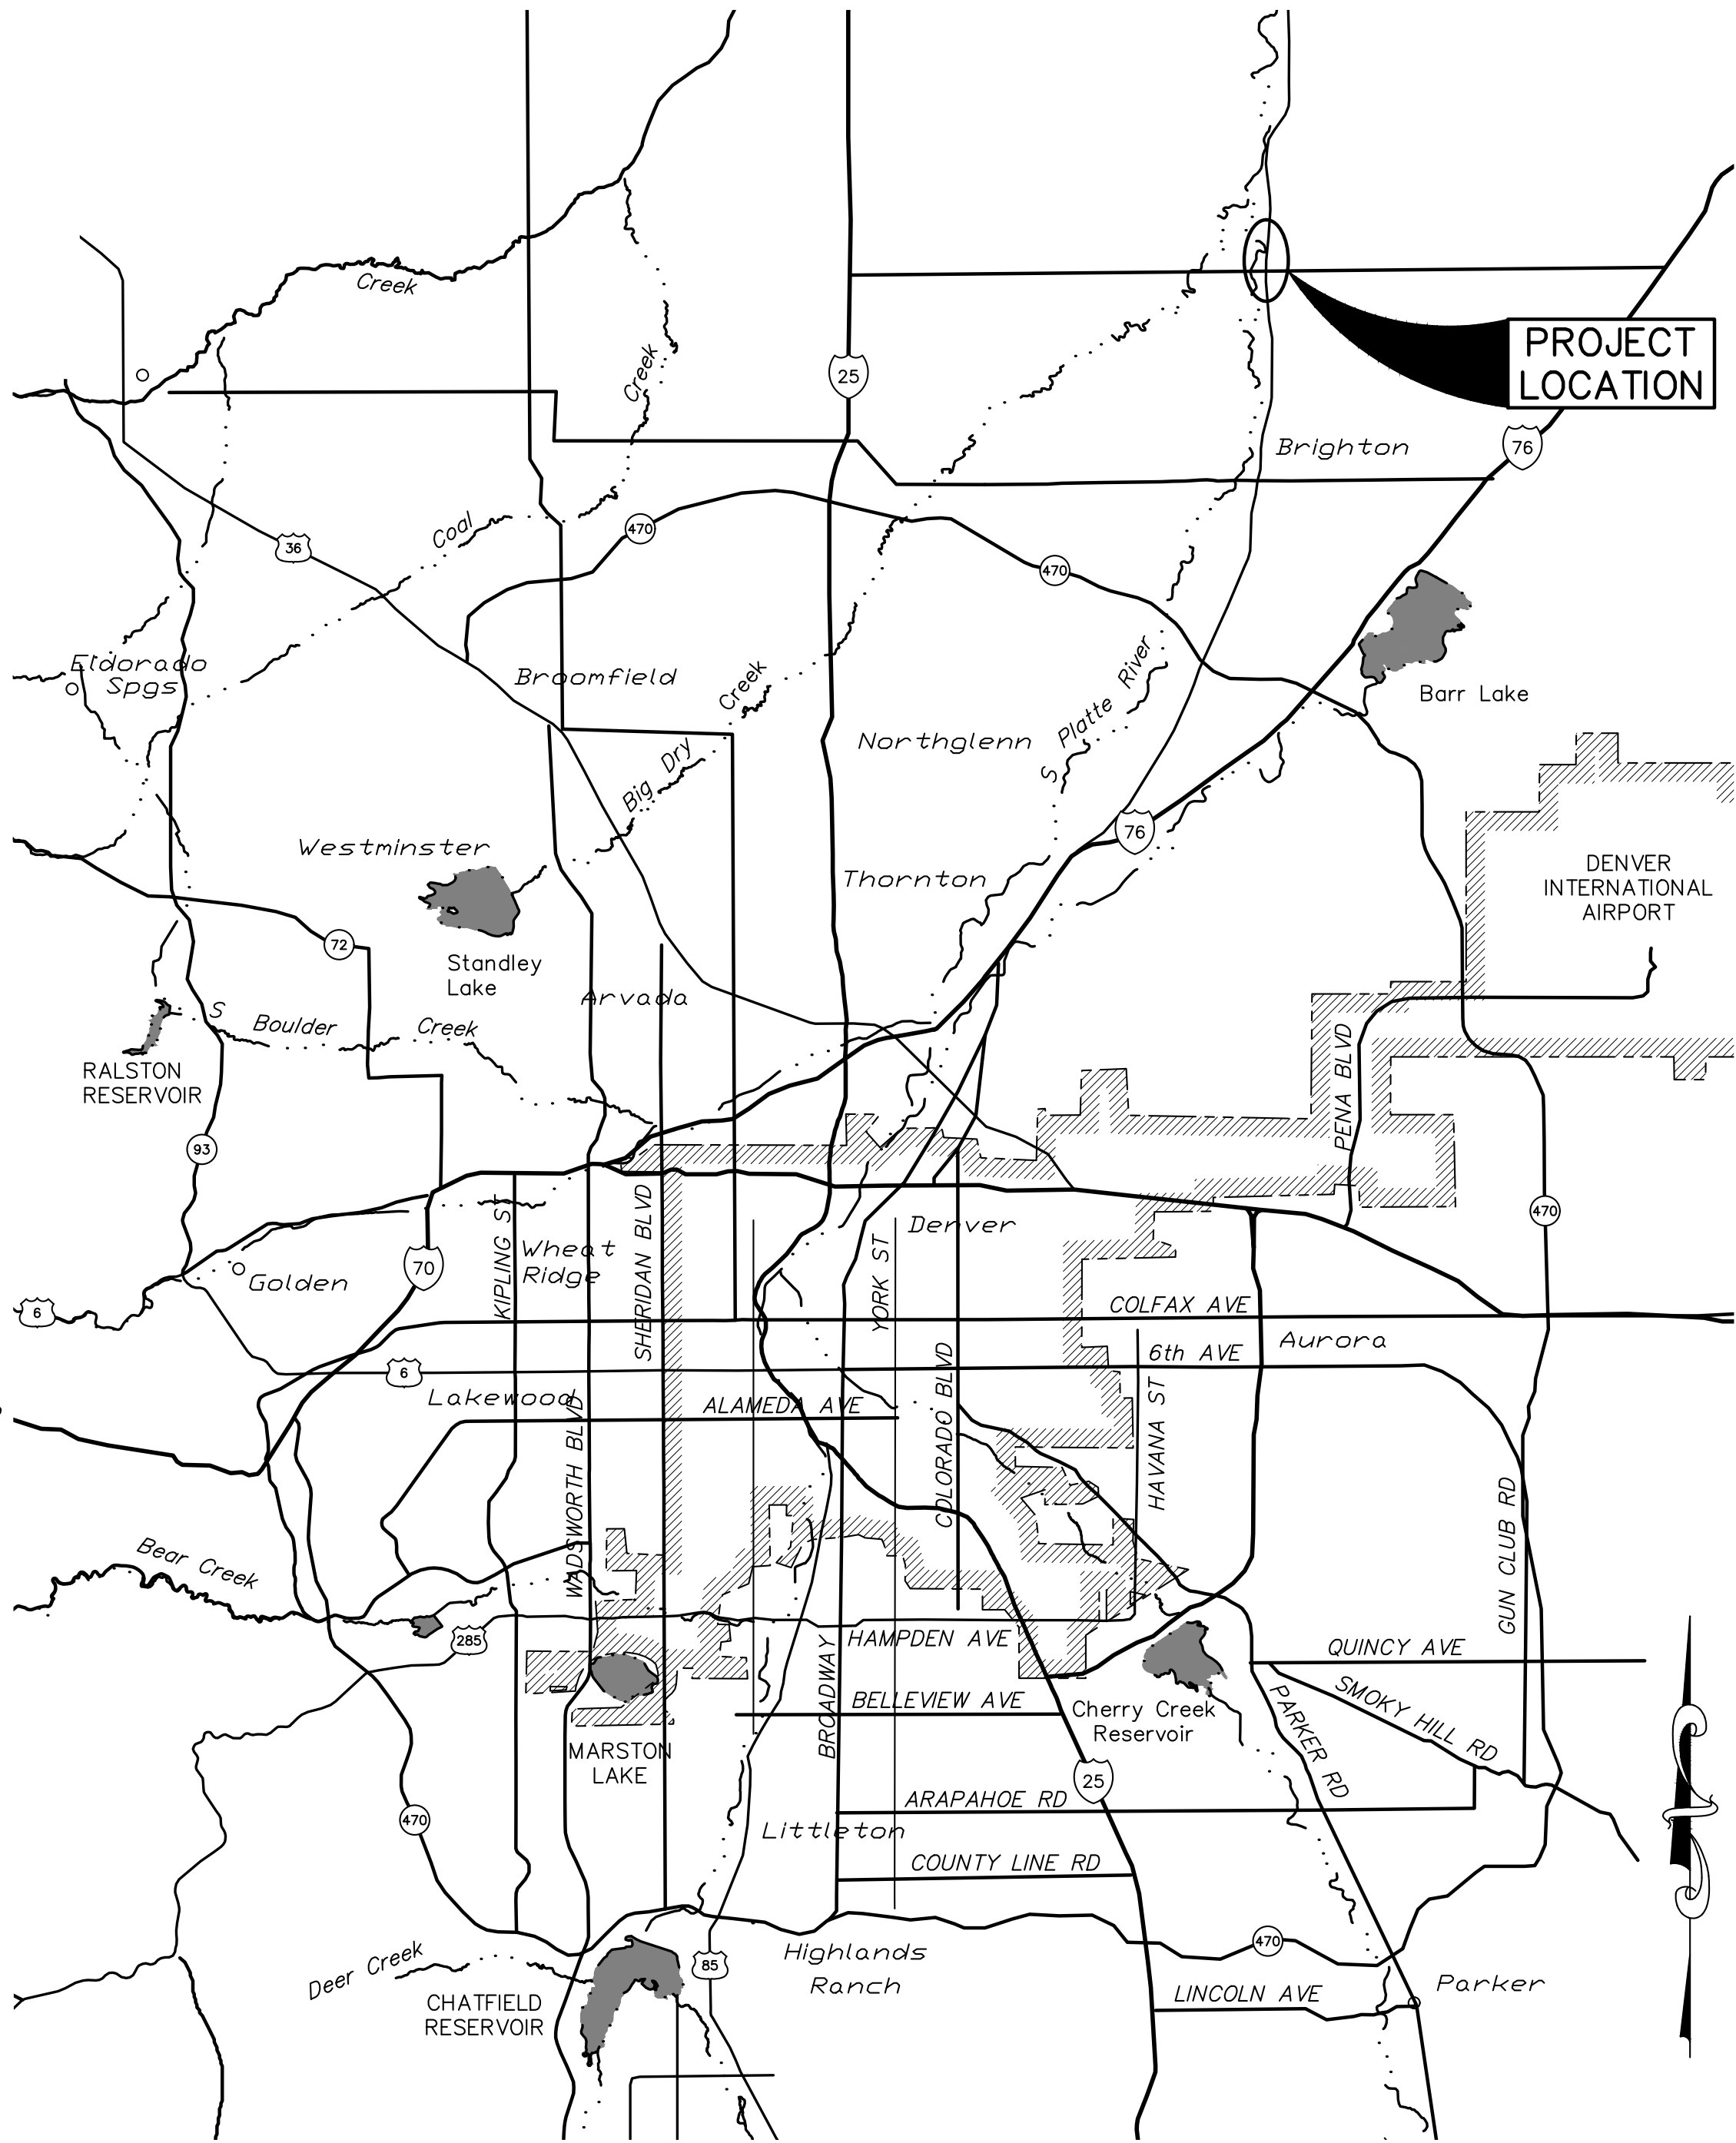 Creek
25
PROJECT
LOCATION
Creek
Brighton
76
Coal
470
36
470
Eldorado
Spgs
Broomfield
Creek
S Platte River
Barr Lake
Northglenn
Big Dry
76
Westminster
Thornton
DENVER
INTERNATIONAL
AIRPORT
72
Standley
Lake
Arvada
S Boulder Creek
RALSTON
RESERVOIR
PENA BLVD
93
470
KIPLING ST
SHERIDAN BLVD
Denver
Wheat
Ridge
YORK ST
70
Golden
6
COLFAX AVE
Aurora
6th AVE
6
Lakewood
ALAMEDA AVE
COLORADO BLVD
HAVANA ST
WADSWORTH BLVD
GUN CLUB RD
Bear Creek
285
HAMPDEN AVE
QUINCY AVE
BROADWAY
BELLEVIEW AVE
Cherry Creek
Reservoir
PARKER RD
SMOKY HILL RD
MARSTON
LAKE
25
ARAPAHOE RD
470
Littleton
COUNTY LINE RD
470
Highlands
Ranch
85
Deer Creek
CHATFIELD
RESERVOIR
LINCOLN AVE
Parker